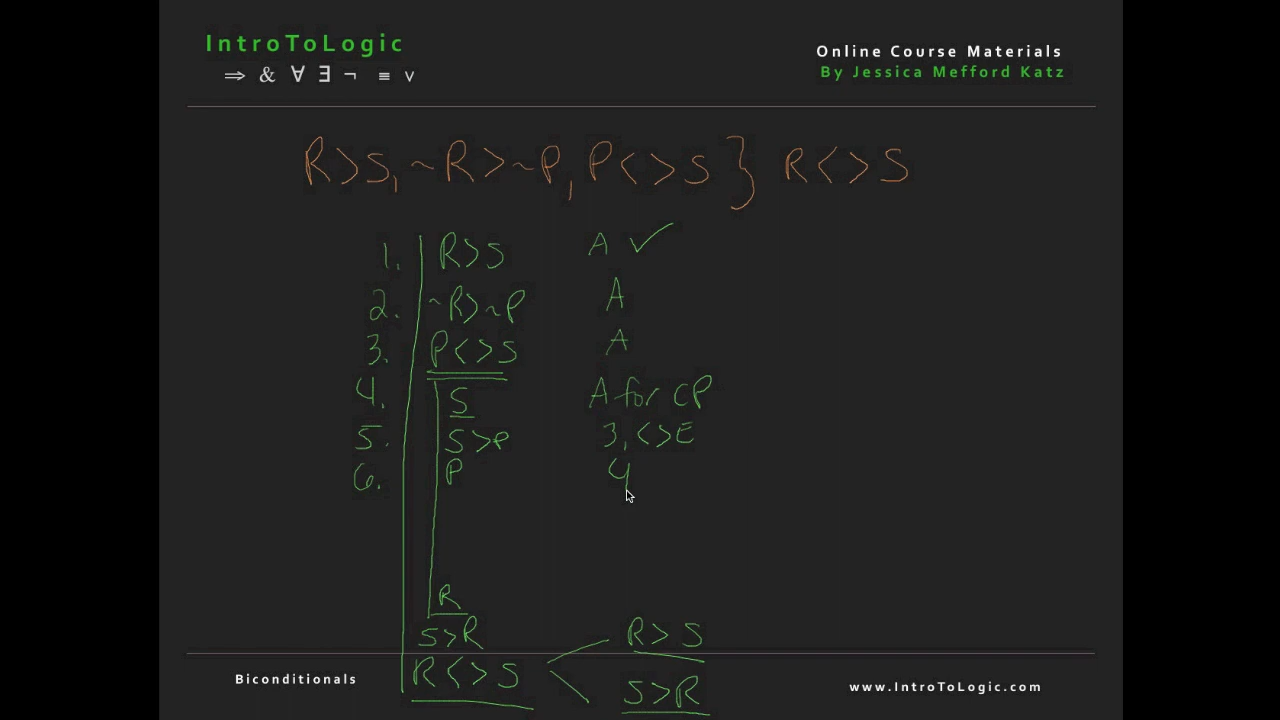 IntroToLogic
⇒ & ∀ ∃ ¬ ≡ v
Online Course Materials
By Jessica Mefford Katz
R>S, ~R>~P, P<>S } R<>S
1. R>S A ✓
2. ~R>~P A
3. P<>S A
4. S A for CP
5. S>P 3, <>E
6. P 4
R
S>R R>S
R<>S S>R
Biconditionals
www.IntroToLogic.com